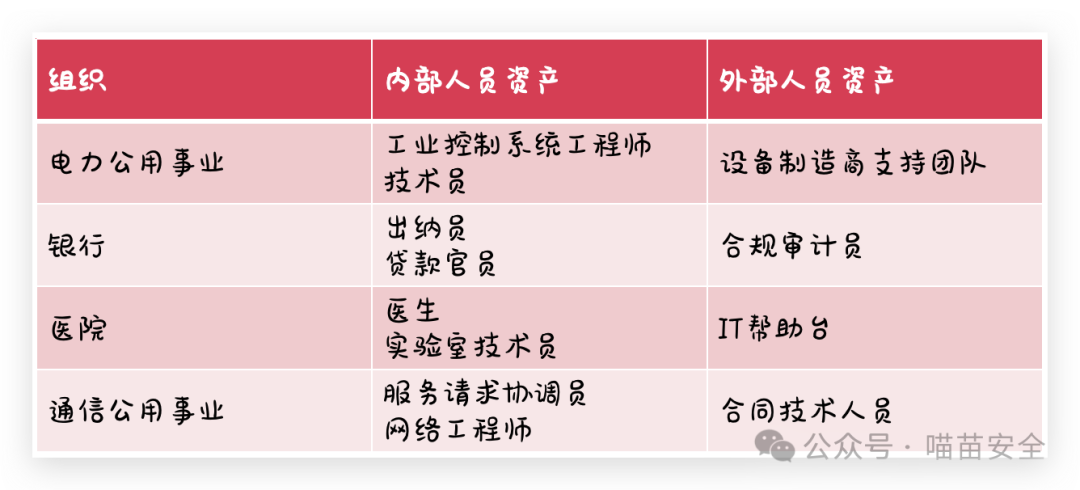 组织
内部人员资产
外部人员资产
电力公用事业
工业控制系统工程师
技术员
设备制造商支持团队
银行
出纳员
贷款官员
合规审计员
医院
医生
实验室技术员
IT帮助台
通信公用事业
服务请求协调员
网络工程师
合同技术人员
公众号·喵苗安全